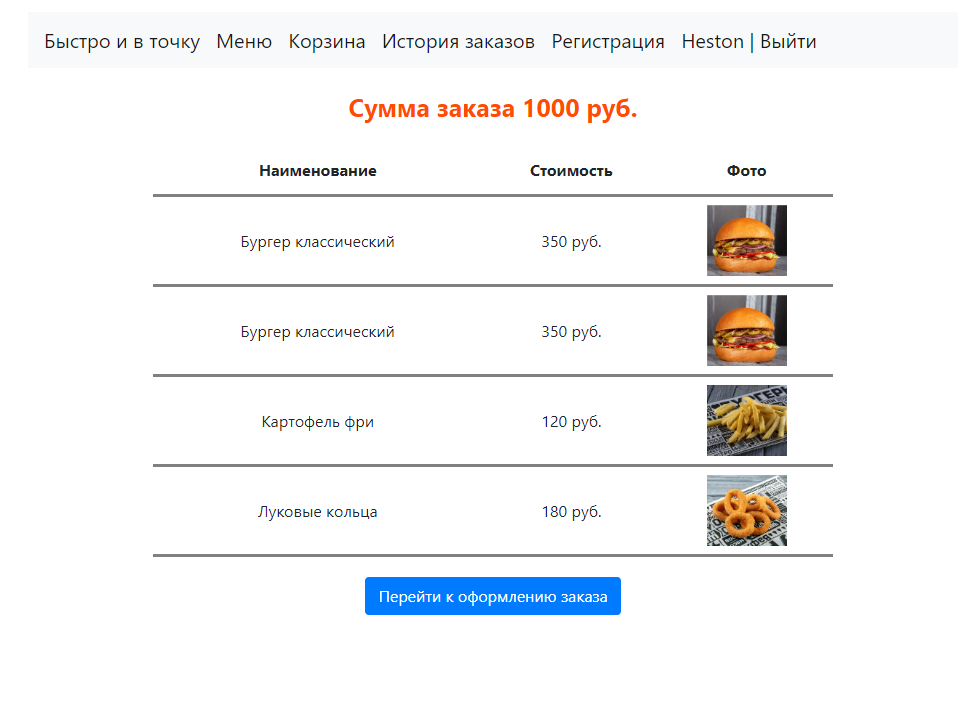 Быстро и в точку Меню Корзина История заказов Регистрация Heston | Выйти
Сумма заказа 1000 руб.
Наименование Стоимость Фото
Бургер классический 350 руб.
Бургер классический 350 руб.
Картофель фри 120 руб.
Луковые кольца 180 руб.
Перейти к оформлению заказа